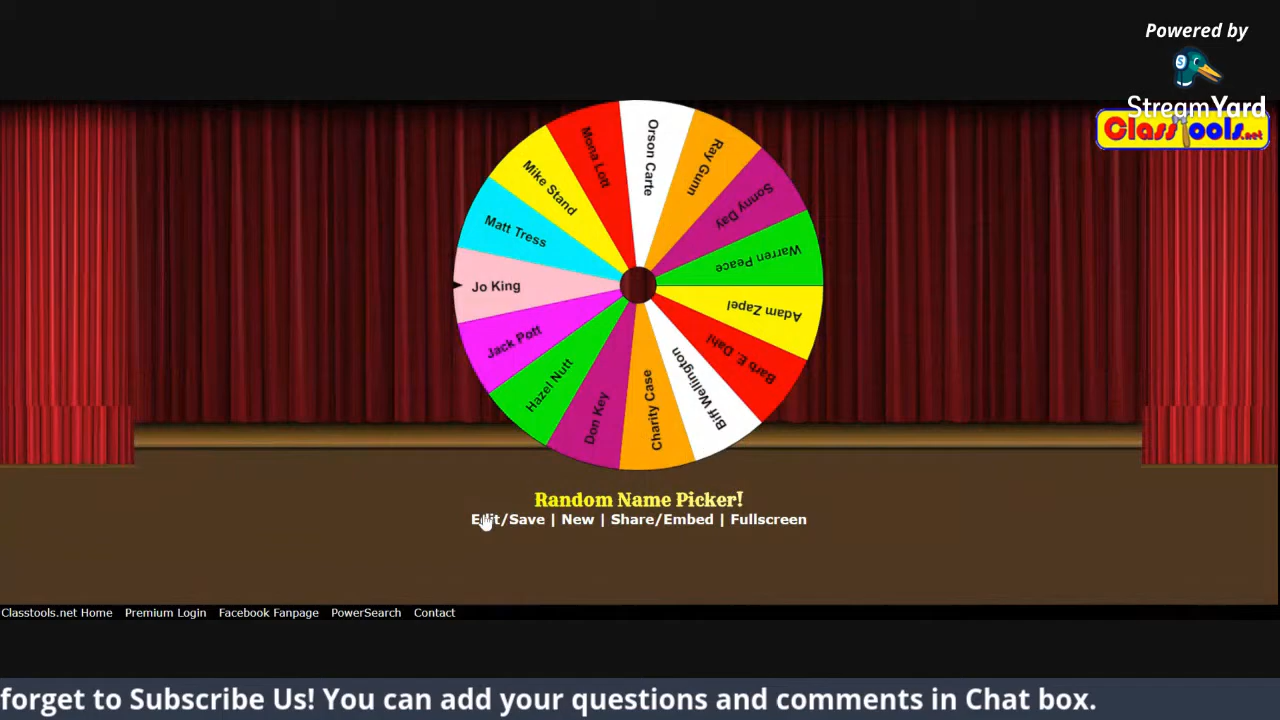 Powered by
StreamYard
ClassTools.net
Orson Carte
Ray Gunn
Sonny Day
Warren Peace
Adam Zapel
Barb E. Dahl
Biff Wellington
Charity Case
Don Key
Hazel Nutt
Jack Pott
Jo King
Matt Tress
Mike Stand
Mona Lott
Random Name Picker!
Edit/Save | New | Share/Embed | Fullscreen
Classtools.net Home Premium Login Facebook Fanpage PowerSearch Contact
forget to Subscribe Us! You can add your questions and comments in Chat box.